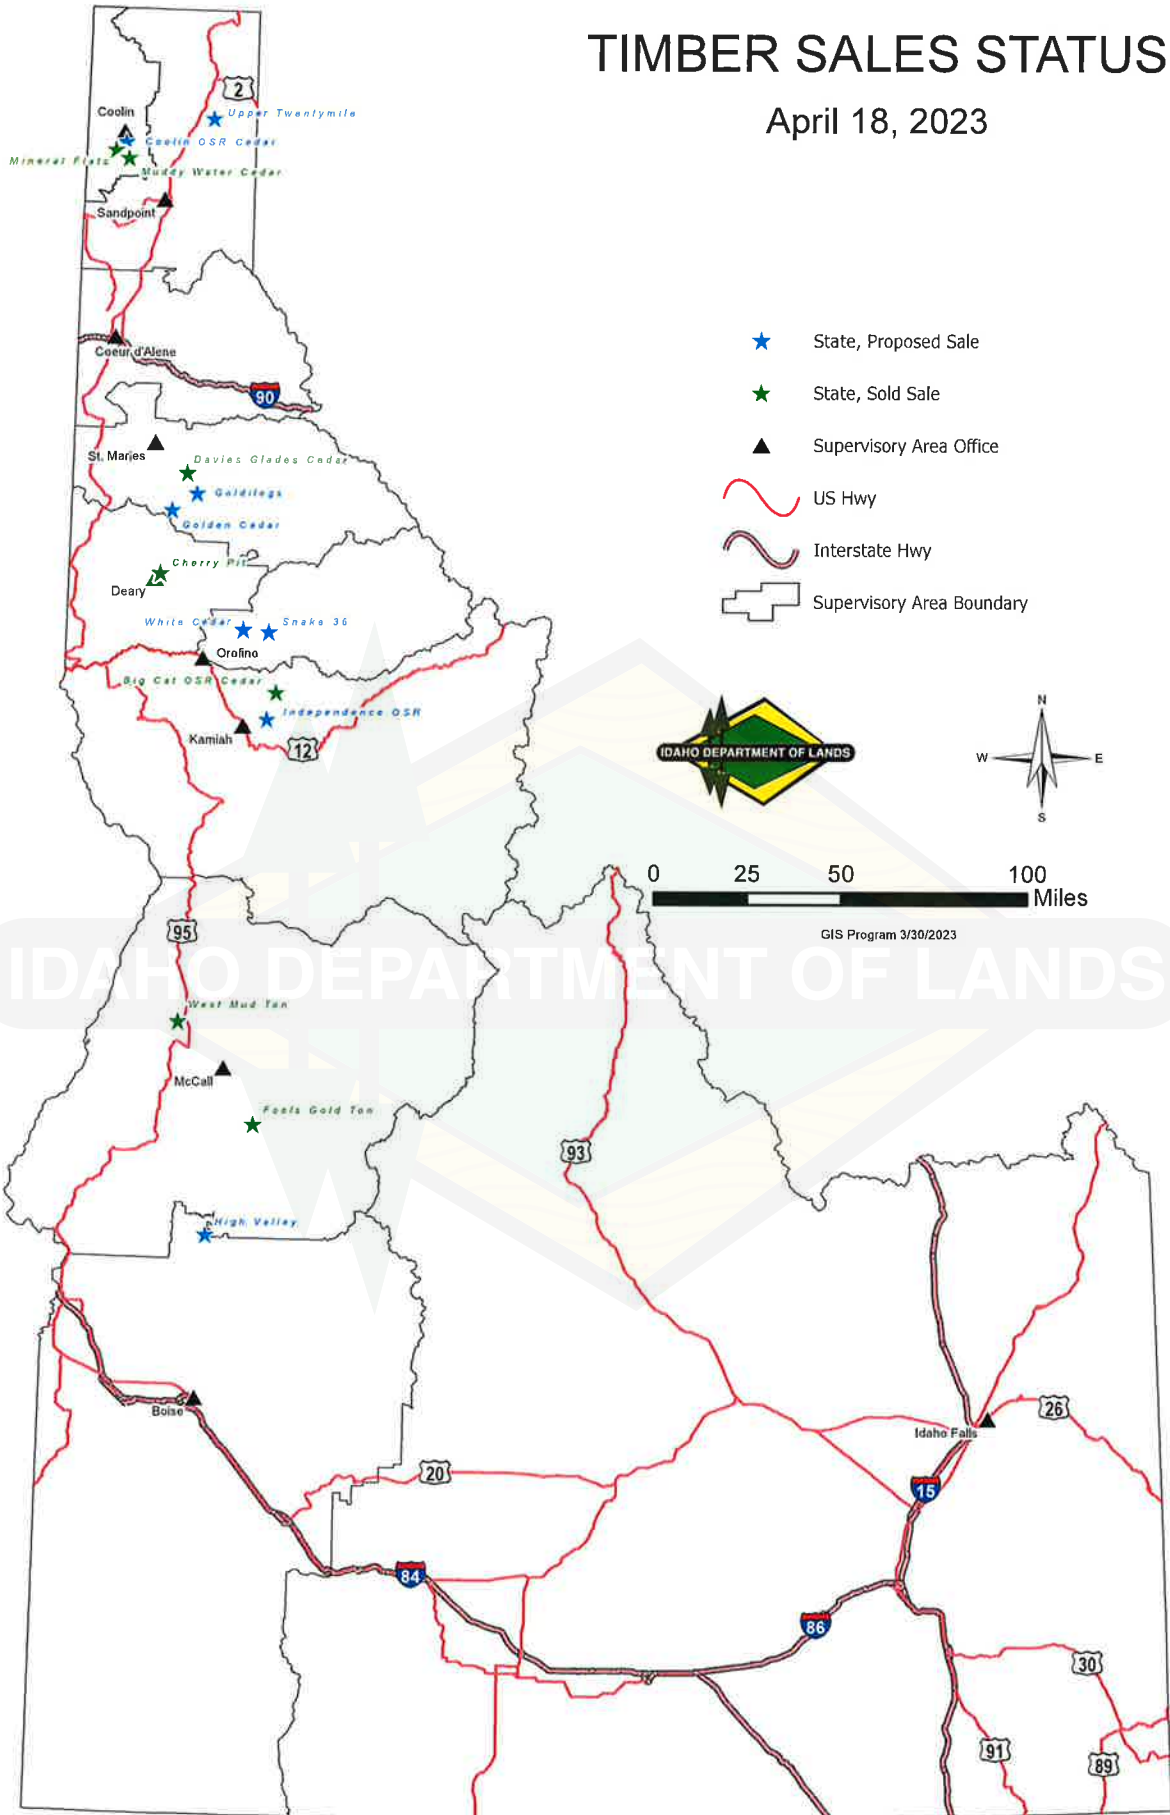 TIMBER SALES STATUS
April 18, 2023
2
Upper Twentymile
Coolin
Coolin OSR Cedar
Mineral Flats
Muddy Water Cedar
Sandpoint
State, Proposed Sale
Coeur d'Alene
90
State, Sold Sale
St. Maries
Davies Glades Cedar
Supervisory Area Office
Goldilogs
US Hwy
Golden Cedar
Interstate Hwy
Cherry Pit
Deary
Supervisory Area Boundary
White Cedar
Snake 36
Orofino
Big Cat OSR Cedar
Independence OSR
Kamiah
12
IDAHO DEPARTMENT OF LANDS
N
W
E
S
0 25 50 100
Miles
GIS Program 3/30/2023
95
IDAHO DEPARTMENT OF LANDS
West Mud Ton
McCall
Fools Gold Ton
93
High Valley
Boise
26
Idaho Falls
20
15
84
86
30
91
89